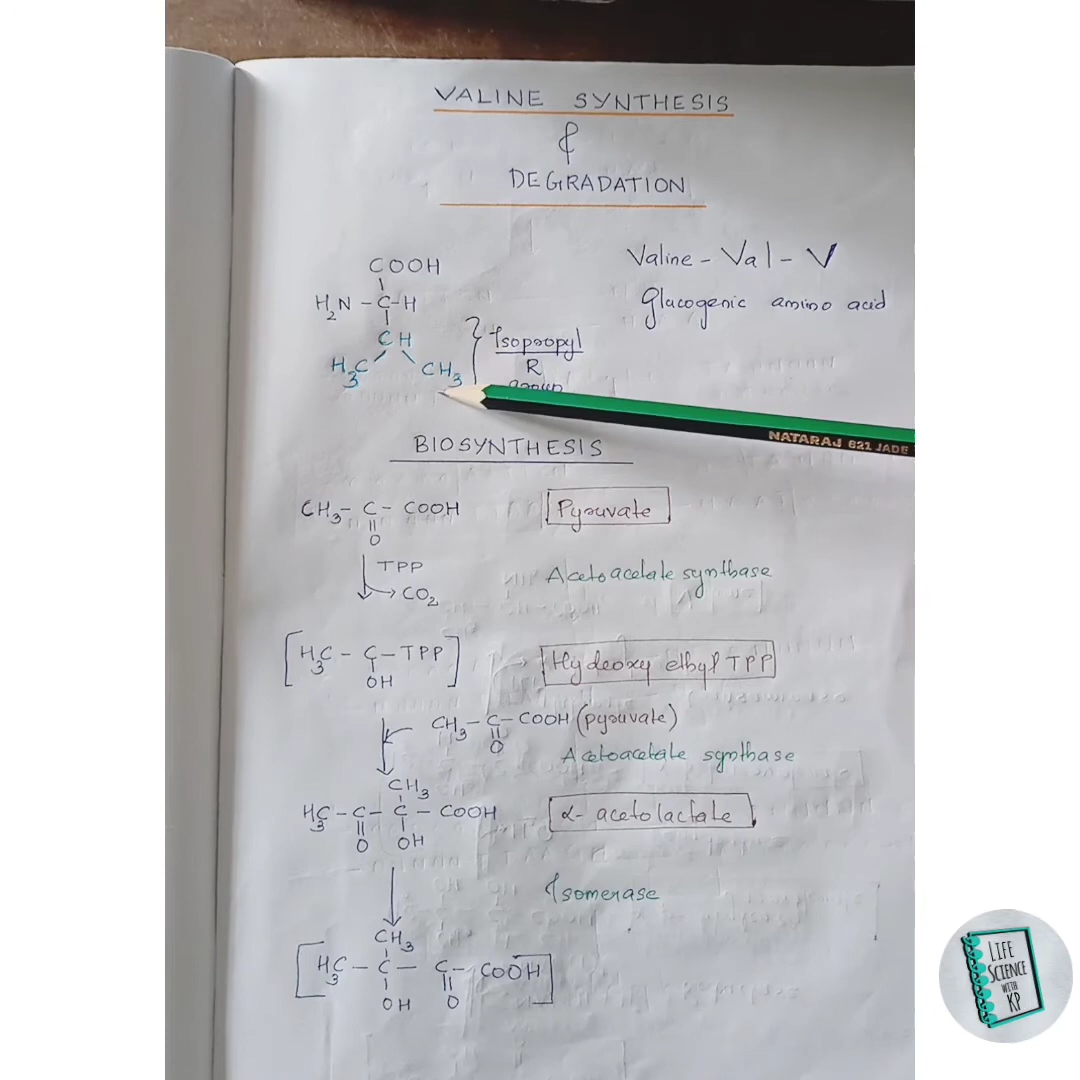 VALINE SYNTHESIS
&
DEGRADATION
Valine - Val - V
Glucogenic amino acid
COOH
H2N - C - H
CH
H3C CH3
Isopropyl
R
group
NATARAJ 621 JADE
BIOSYNTHESIS
CH3 - C - COOH Pyruvate
O
TPP
Acetoacetate synthase
→ CO2
[H3C - C - TPP] Hydroxy ethyl TPP
OH
CH3 - C - COOH (pyruvate)
O
Acetoacetate synthase
CH3
H3C - C - C - COOH α- acetolactate
O OH
Isomerase
CH3
[H3C - C - C - COOH]
OH O
LIFE
SCIENCE
WITH
KP